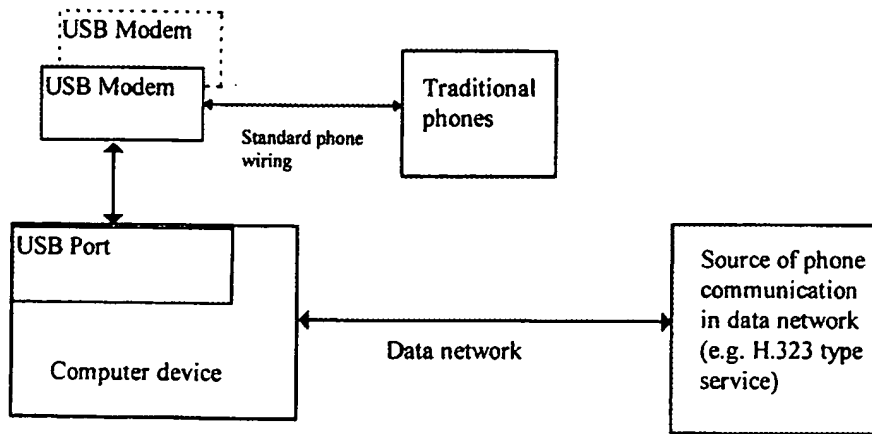 USB Modem
USB Modem
Traditional
phones
Standard phone
wiring
USB Port
Computer device
Data network
Source of phone
communication
in data network
(e.g. H.323 type
service)